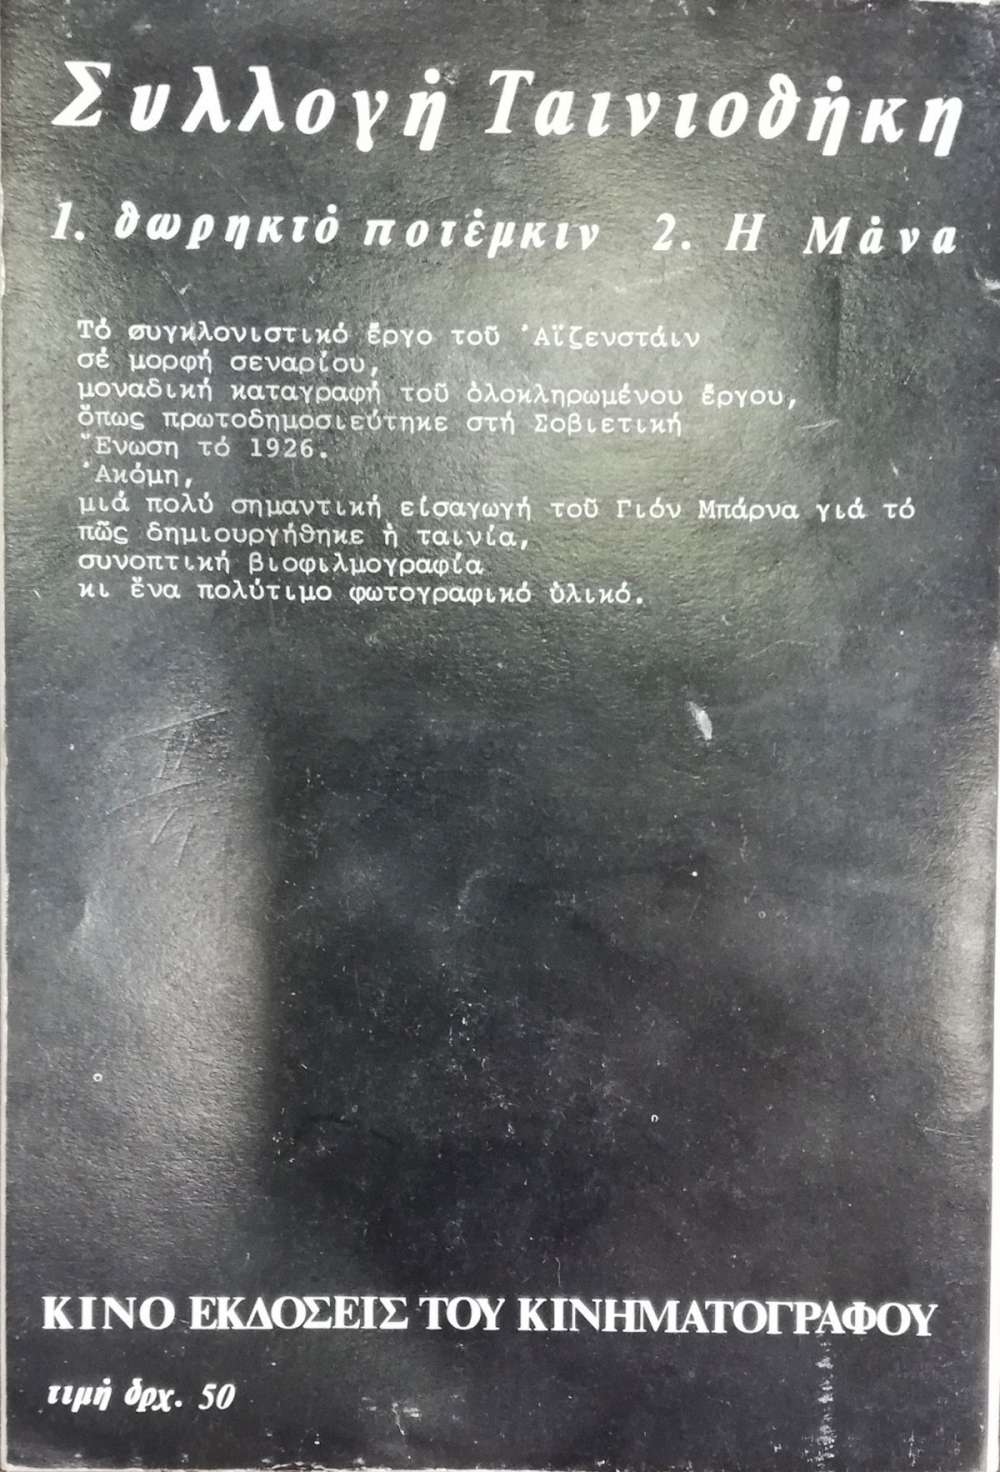 Συλλογή Ταινιοθήκη
1. θωρηκτό ποτέμκιν 2. Η Μάνα
Τό συγκλονιστικό ἔργο τοῦ Ἀϊζενστάιν
σέ μορφή σεναρίου,
μοναδική καταγραφή τοῦ ὁλοκληρωμένου ἔργου,
ὅπως πρωτοδημοσιεύτηκε στή Σοβιετική
Ἕνωση τό 1926.
Ἀκόμη,
μιά πολύ σημαντική εἰσαγωγή τοῦ Γιόν Μπάρνα γιά τό
πῶς δημιουργήθηκε ἡ ταινία,
συνοπτική βιοφιλμογραφία
κι ἕνα πολύτιμο φωτογραφικό ὑλικό.
ΚΙΝΟ ΕΚΔΟΣΕΙΣ ΤΟΥ ΚΙΝΗΜΑΤΟΓΡΑΦΟΥ
τιμή δρχ. 50